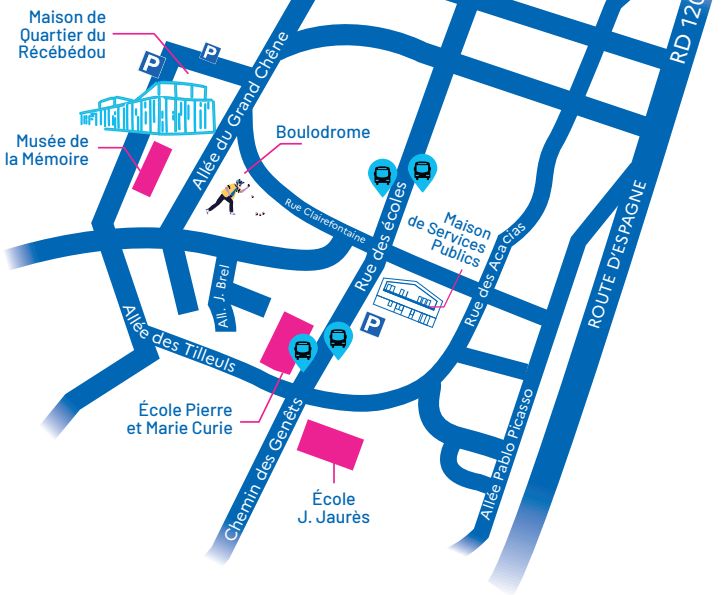 Maison de
Quartier du
Récébédou
P
P
RD 120
Allée du Grand Chêne
Boulodrome
Musée de
la Mémoire
Rue Clairefontaine
Rue des écoles
Maison
de Services
Publics
Rue des Acacias
ROUTE D'ESPAGNE
All. J. Brel
P
Allée des Tilleuls
École Pierre
et Marie Curie
Chemin des Genêts
Allée Pablo Picasso
École
J. Jaurès